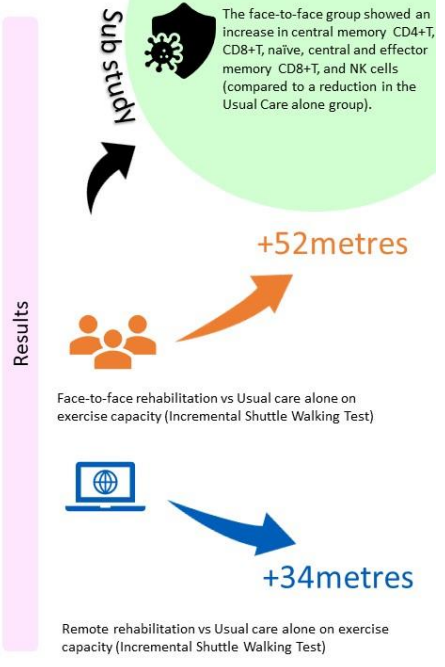 Sub study
The face-to-face group showed an
increase in central memory CD4+T,
CD8+T, naïve, central and effector
memory CD8+T, and NK cells
(compared to a reduction in the
Usual Care alone group).
Results
+52metres
Face-to-face rehabilitation vs Usual care alone on
exercise capacity (Incremental Shuttle Walking Test)
+34metres
Remote rehabilitation vs Usual care alone on exercise
capacity (Incremental Shuttle Walking Test)